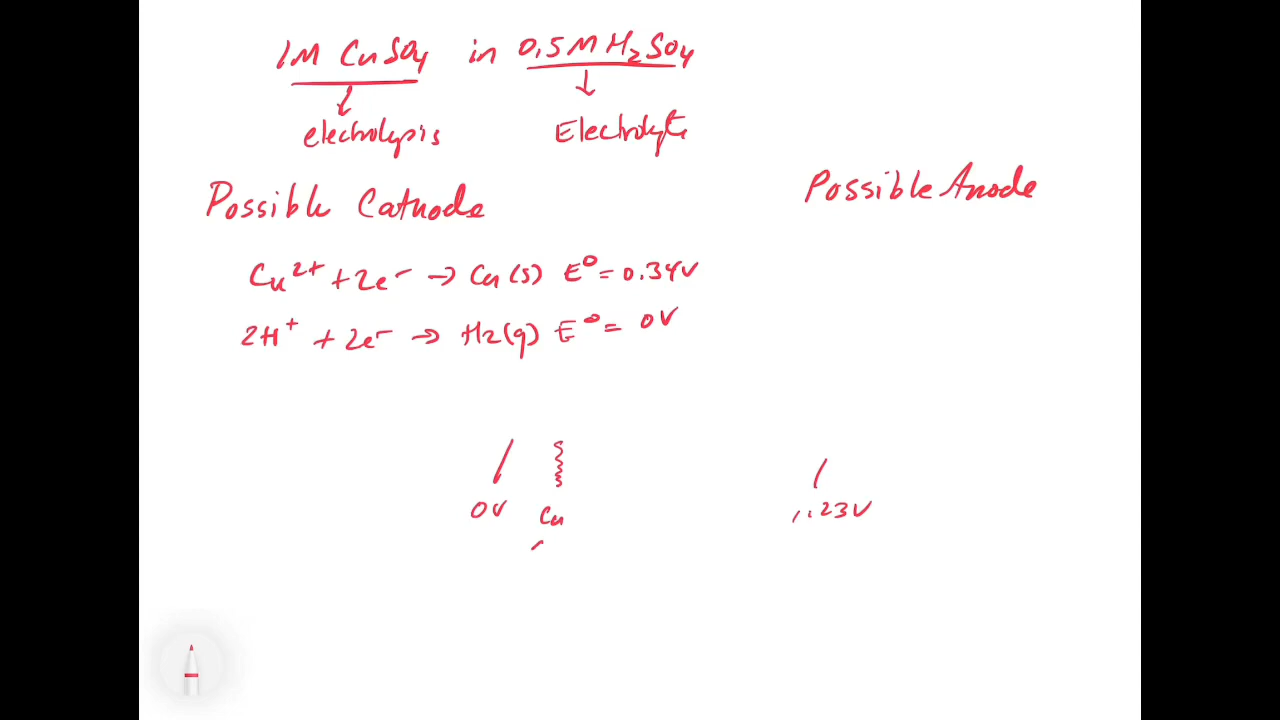 1M CuSO4 in 0.5M H2SO4
electrolysis Electrolyte
Possible Cathode Possible Anode
Cu2+ + 2e- → Cu (s) E° = 0.34V
2H+ + 2e- → H2(g) E° = 0V
0V Cu 1.23V